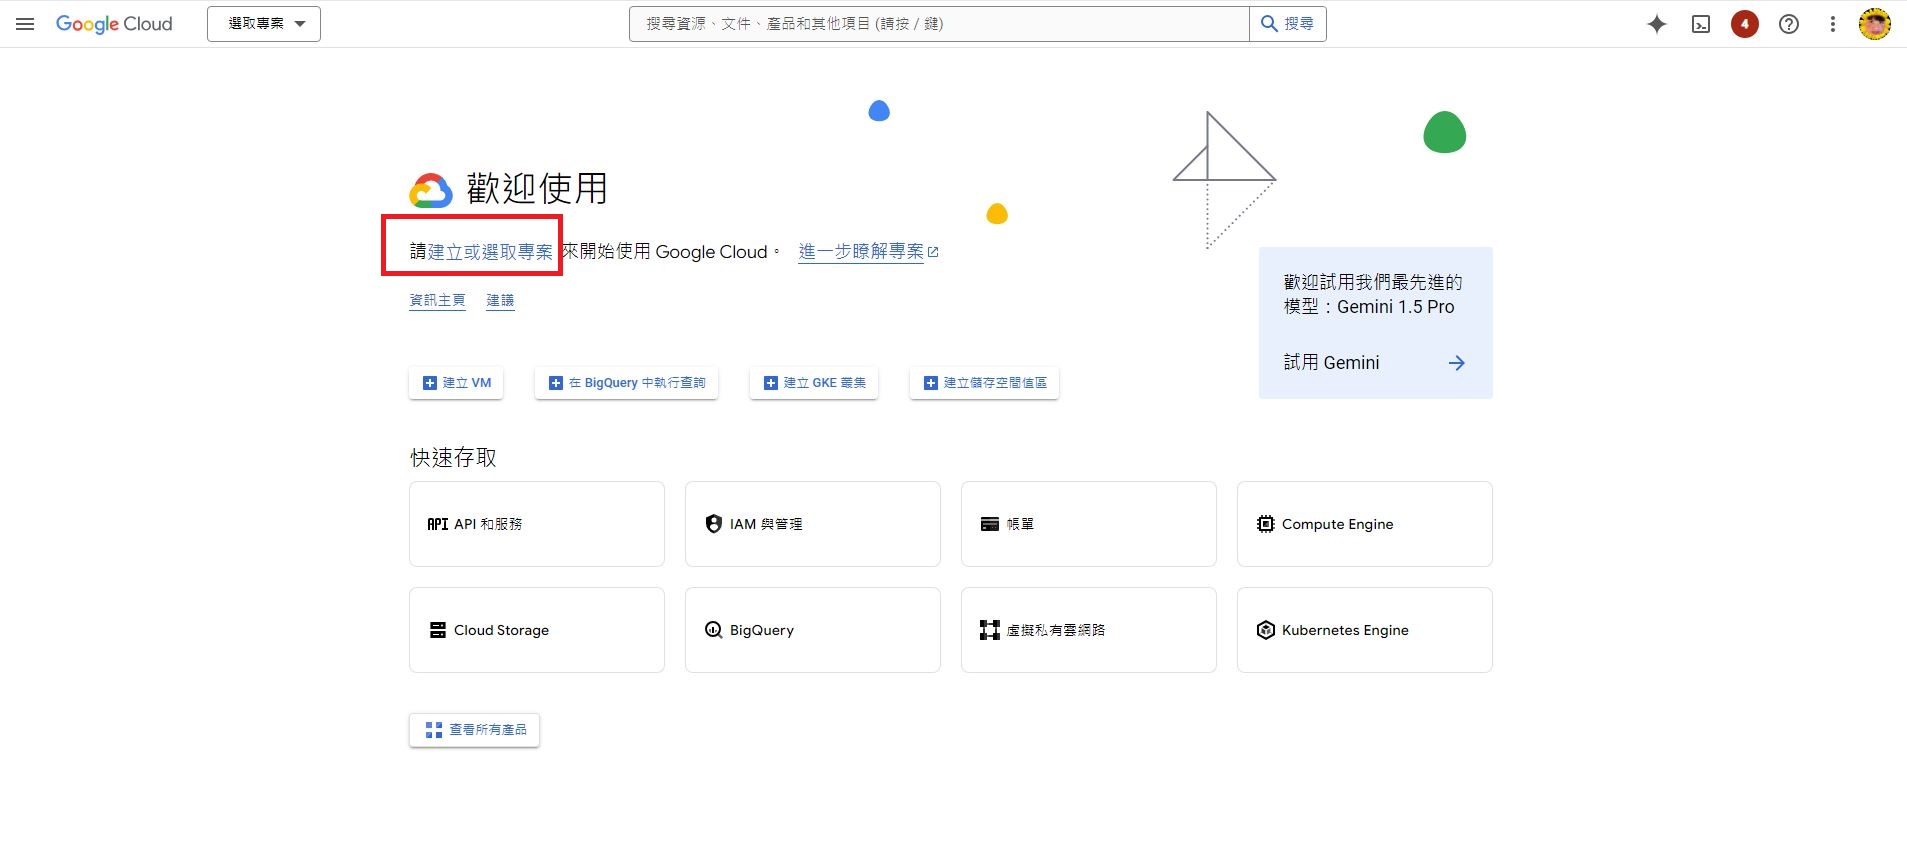 Google Cloud
選取專案
搜尋資源、文件、產品和其他項目 (請按 / 鍵)
搜尋
4
歡迎使用
請建立或選取專案 來開始使用 Google Cloud。 進一步瞭解專案
資訊主頁 建議
歡迎試用我們最先進的
模型：Gemini 1.5 Pro
試用 Gemini
建立 VM
在 BigQuery 中執行查詢
建立 GKE 叢集
建立儲存空間值區
快速存取
API API 和服務
IAM 與管理
帳單
Compute Engine
Cloud Storage
BigQuery
虛擬私有雲網路
Kubernetes Engine
查看所有產品